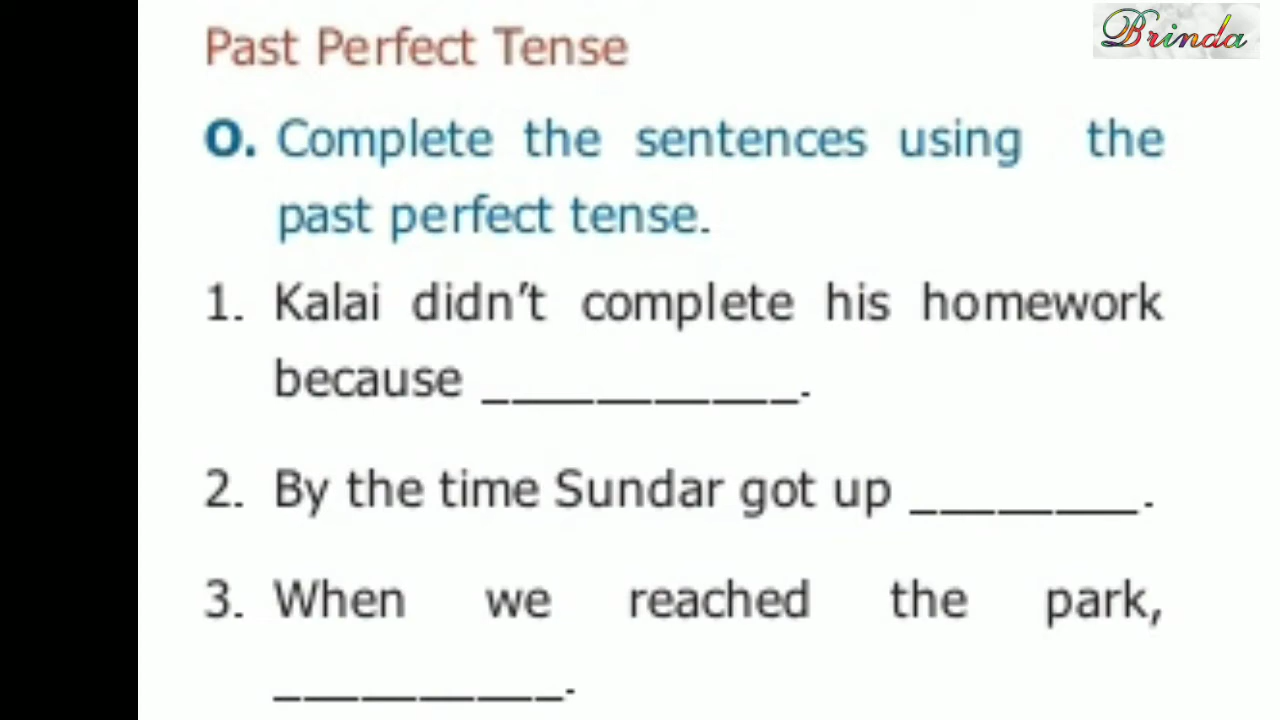 Brinda
Past Perfect Tense
O. Complete the sentences using the
past perfect tense.
1. Kalai didn't complete his homework
because ___________.
2. By the time Sundar got up ________.
3. When we reached the park,
__________.